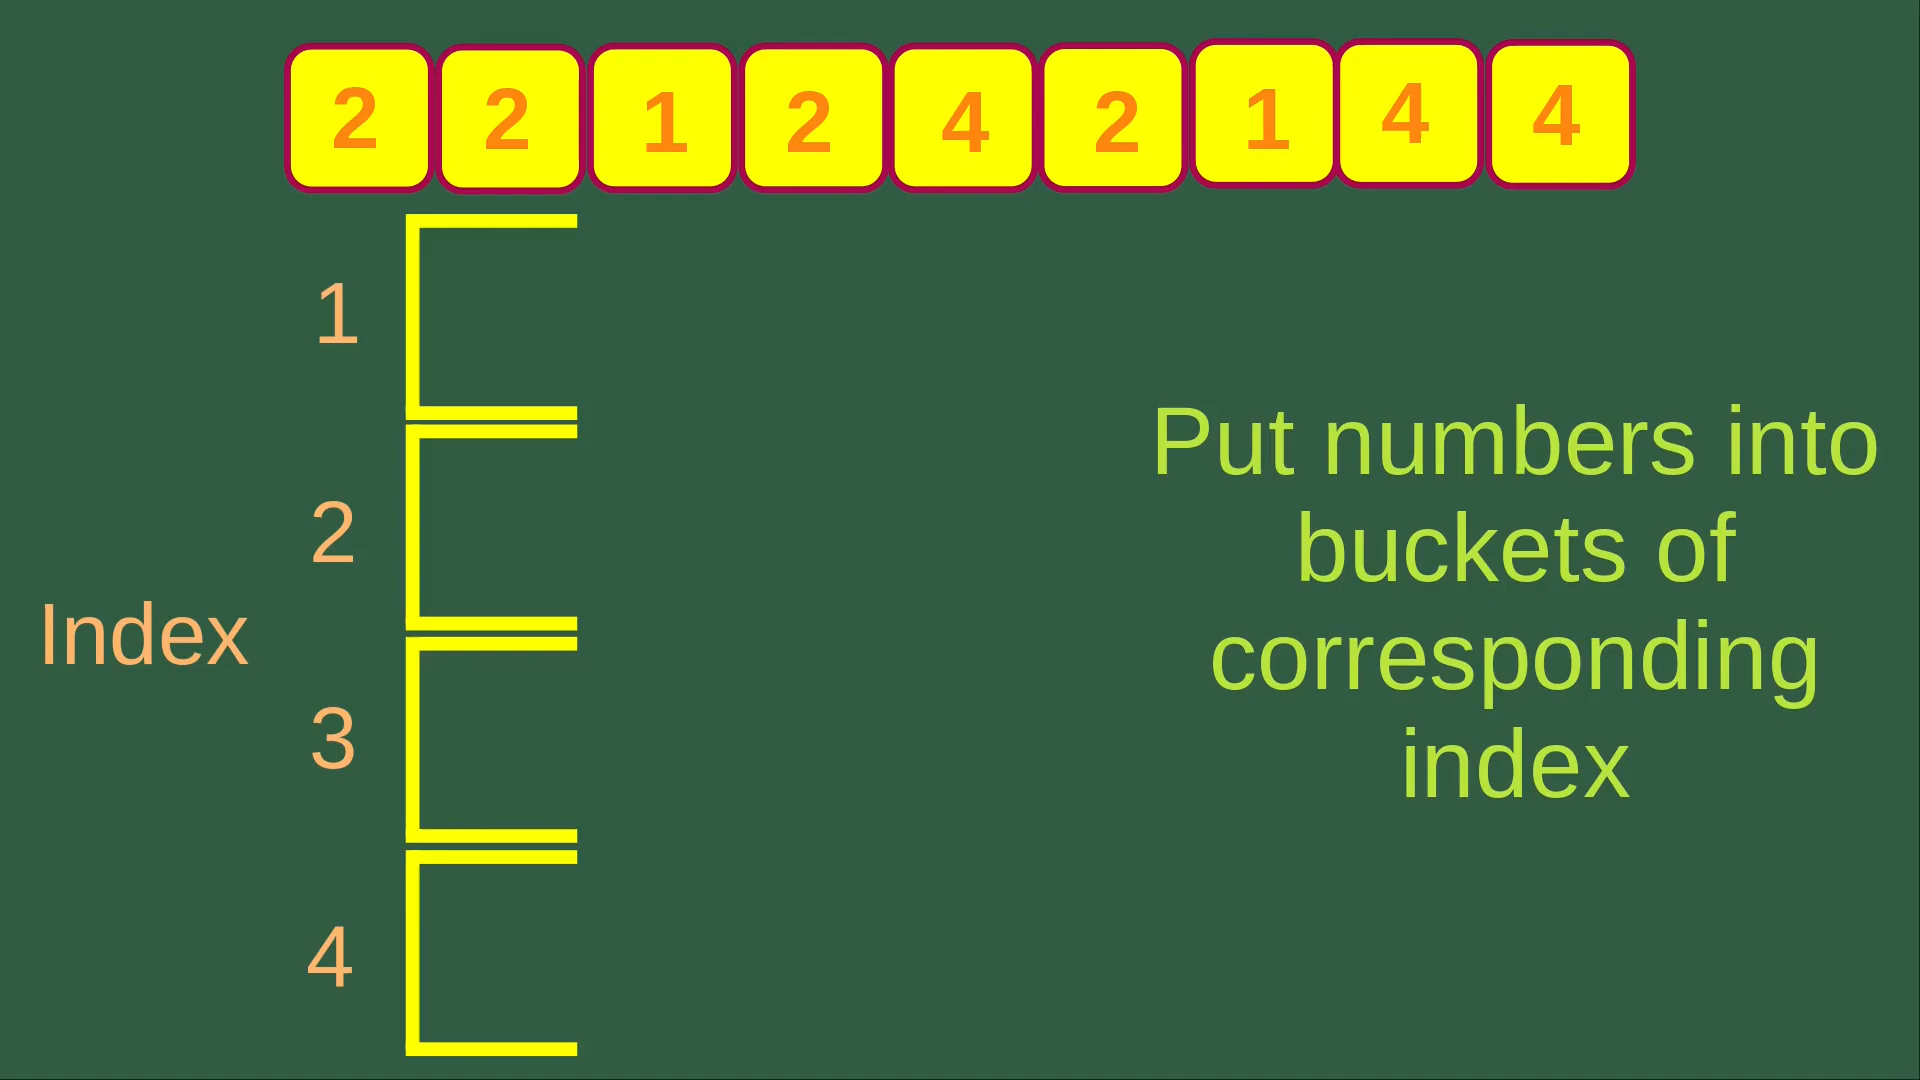 2 2 1 2 4 2 1 4 4
1
2
Index
3
4
Put numbers into
buckets of
corresponding
index